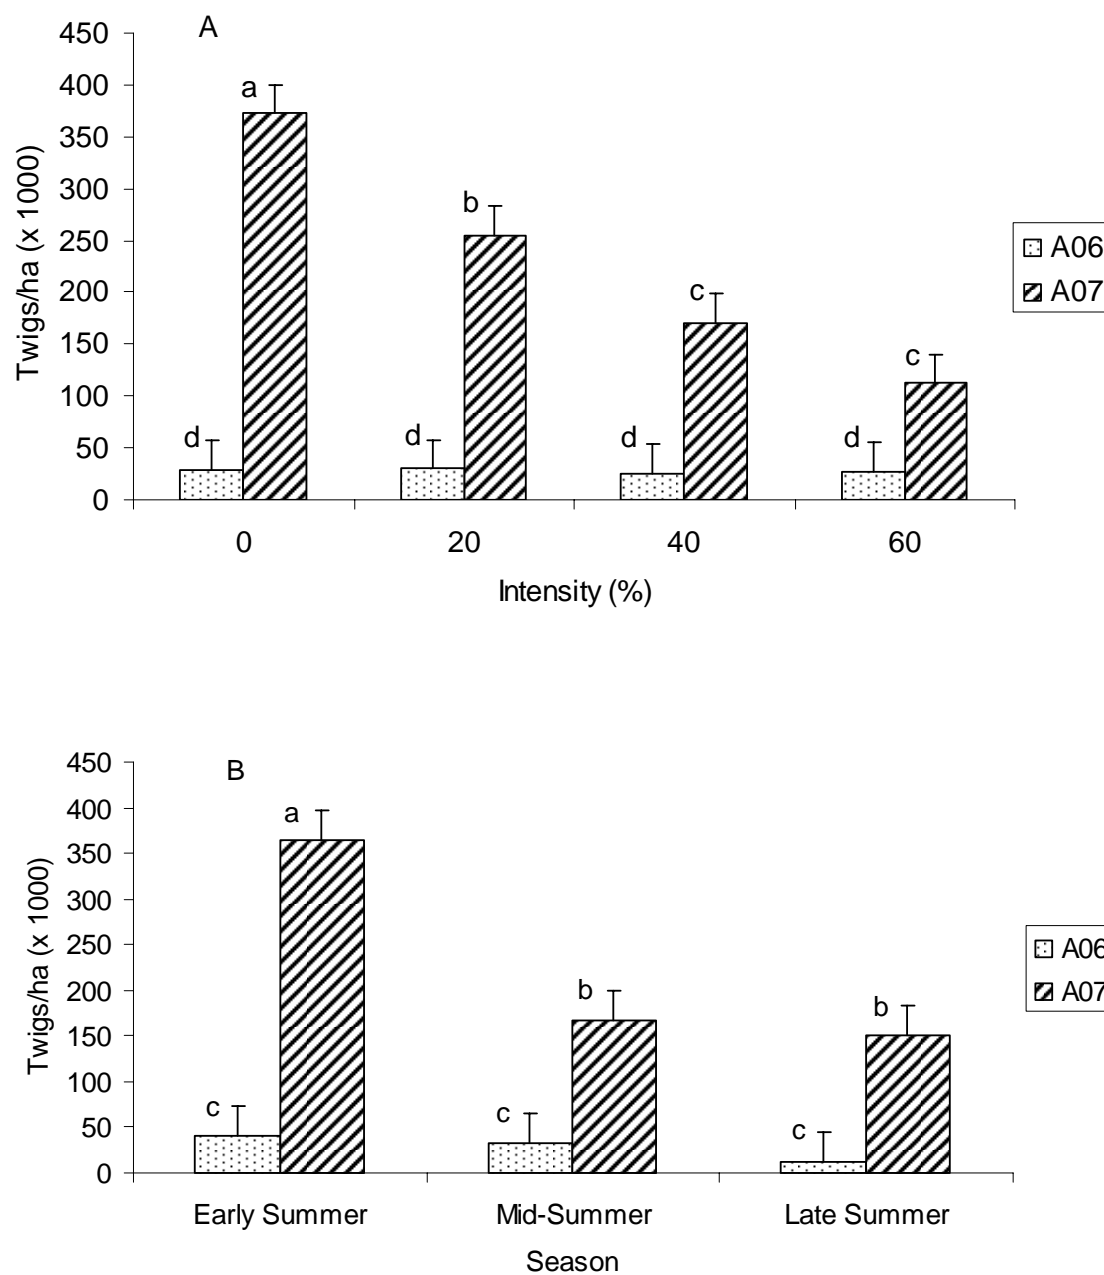 A
450
400
350
300
250
200
150
100
50
0
Twigs/ha (x 1000)
a
b
c
c
d
d
d
d
0 20 40 60
Intensity (%)
A06
A07
B
450
400
350
300
250
200
150
100
50
0
Twigs/ha (x 1000)
a
b
b
c
c
c
Early Summer Mid-Summer Late Summer
Season
A06
A07